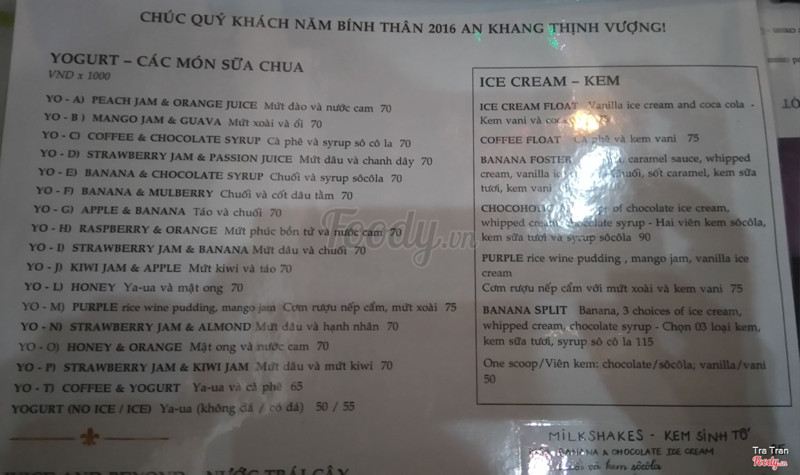 CHÚC QUÝ KHÁCH NĂM BÍNH THÂN 2016 AN KHANG THỊNH VƯỢNG!
YOGURT – CÁC MÓN SỮA CHUA
VND x 1000
YO - A) PEACH JAM & ORANGE JUICE Mứt đào và nước cam 70
YO - B ) MANGO JAM & GUAVA Mứt xoài và ổi 70
YO - C) COFFEE & CHOCOLATE SYRUP Cà phê và syrup sô cô la 70
YO - D) STRAWBERRY JAM & PASSION JUICE Mứt dâu và chanh dây 70
YO - E) BANANA & CHOCOLATE SYRUP Chuối và syrup sôcôla 70
YO - F) BANANA & MULBERRY Chuối và cốt dâu tằm 70
YO - G) APPLE & BANANA Táo và chuối 70
YO - H) RASPBERRY & ORANGE Mứt phúc bồn tử và nước cam 70
YO - I) STRAWBERRY JAM & BANANA Mứt dâu và chuối 70
YO - J) KIWI JAM & APPLE Mứt kiwi và táo 70
YO - L) HONEY Ya-ua và mật ong 70
YO - M) PURPLE rice wine pudding, mango jam Cơm rượu nếp cẩm, mứt xoài 75
YO - N) STRAWBERRY JAM & ALMOND Mứt dâu và hạnh nhân 70
YO - O) HONEY & ORANGE Mật ong và nước cam 70
YO - P) STRAWBERRY JAM & KIWI JAM Mứt dâu và mứt kiwi 70
YO - T) COFFEE & YOGURT Ya-ua và cà phê 65
YOGURT (NO ICE / ICE) Ya-ua (không đá / có đá) 50 / 55
ICE CREAM – KEM
ICE CREAM FLOAT Vanilla ice cream and coca cola -
Kem vani và
COFFEE FLOAT Cà phê và kem vani 75
BANANA FOSTER caramel sauce, whipped
cream, vanilla chuối, sốt caramel, kem sữa
tươi, kem vani
of chocolate ice cream,
whipped cream, chocolate syrup - Hai viên kem sôcôla,
kem sữa tươi và syrup sôcôla 90
PURPLE rice wine pudding , mango jam, vanilla ice
cream
Cơm rượu nếp cẩm với mứt xoài và kem vani 75
BANANA SPLIT Banana, 3 choices of ice cream,
whipped cream, chocolate syrup - Chọn 03 loại kem,
kem sữa tươi, syrup sô cô la 115
One scoop/Viên kem: chocolate/sôcôla; vanilla/vani
50
MILKSHAKES - KEM SINH TỐ
BANANA & CHOCOLATE ICE CREAM
và kem sôcôla
NƯỚC TRÁI CÂY
Foody.vn
Tra Tran
Foody.vn